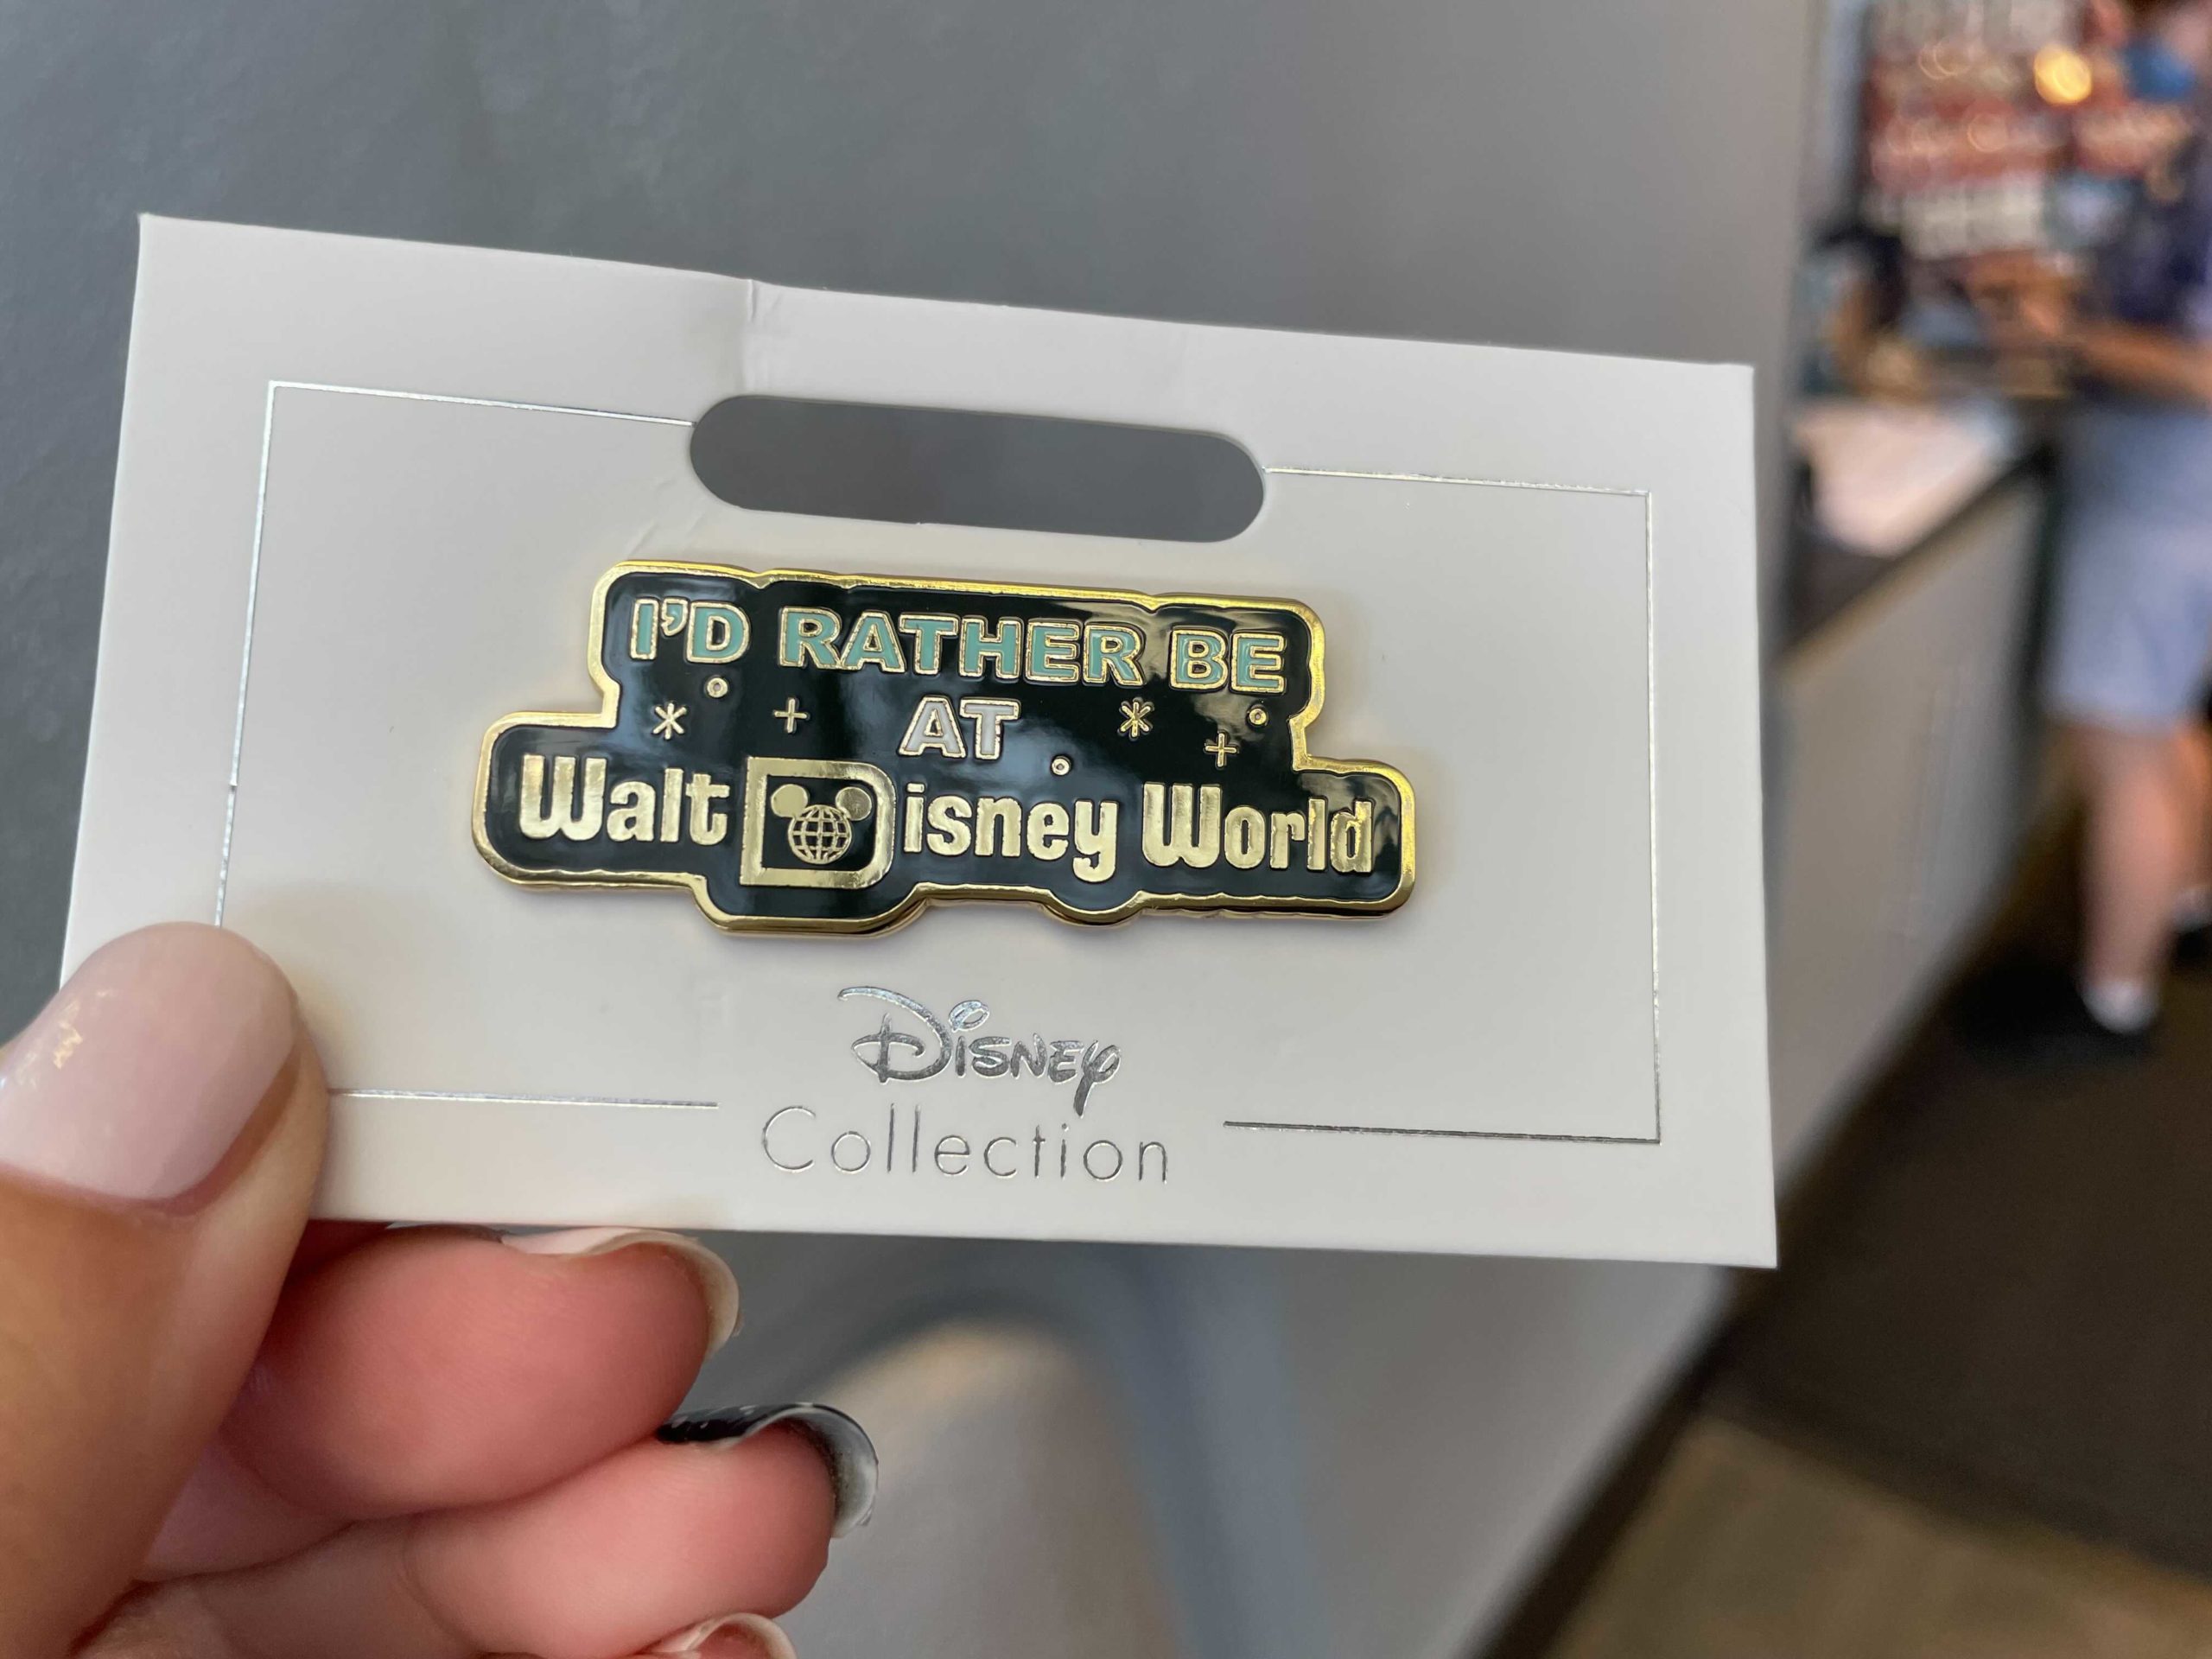 I'D RATHER BE
AT
Walt Disney World
Disney
Collection